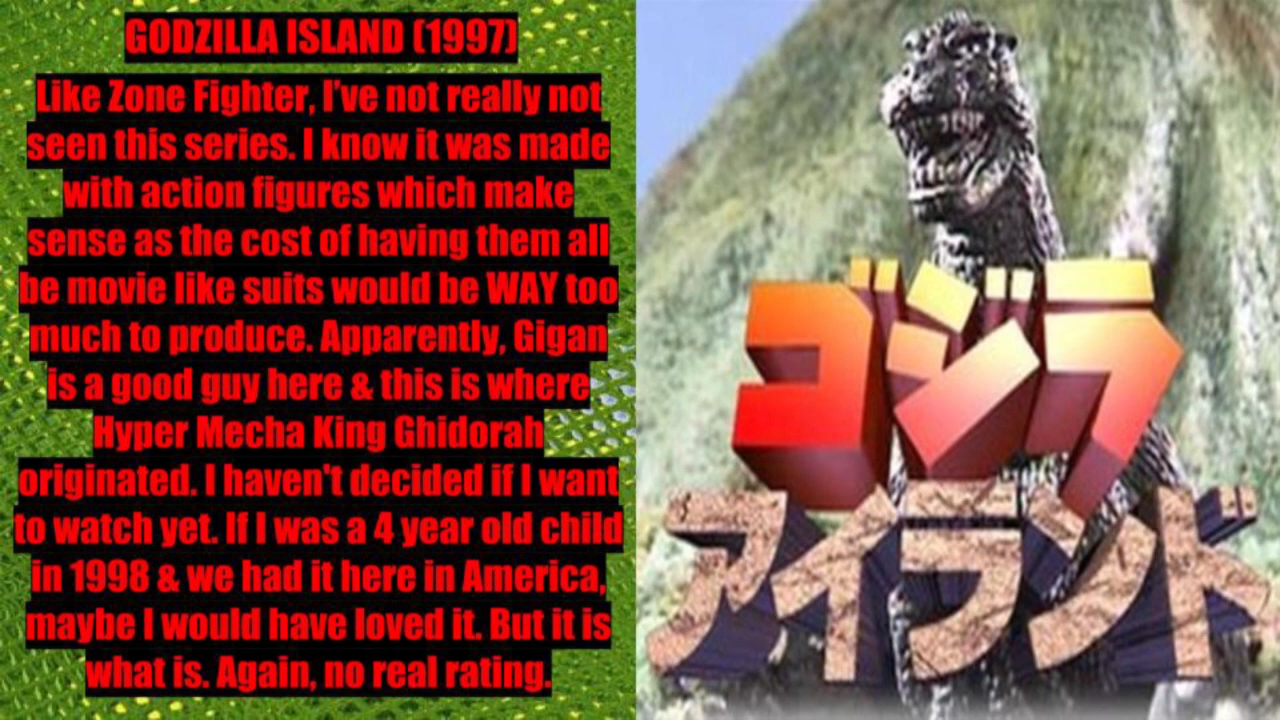 GODZILLA ISLAND (1997)
Like Zone Fighter, I've not really not
seen this series. I know it was made
with action figures which make
sense as the cost of having them all
be movie like suits would be WAY too
much to produce. Apparently, Gigan
is a good guy here & this is where
Hyper Mecha King Ghidorah
originated. I haven't decided if I want
to watch yet. If I was a 4 year old child
in 1998 & we had it here in America,
maybe I would have loved it. But it is
what is. Again, no real rating.
ゴジラ
アイランド